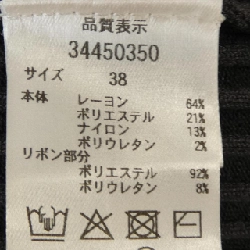 品質表示
34450350
サイズ 38
本体 レーヨン 64%
ポリエステル 21%
ナイロン 13%
ポリウレタン 2%
リボン部分
ポリエステル 92%
ポリウレタン 8%